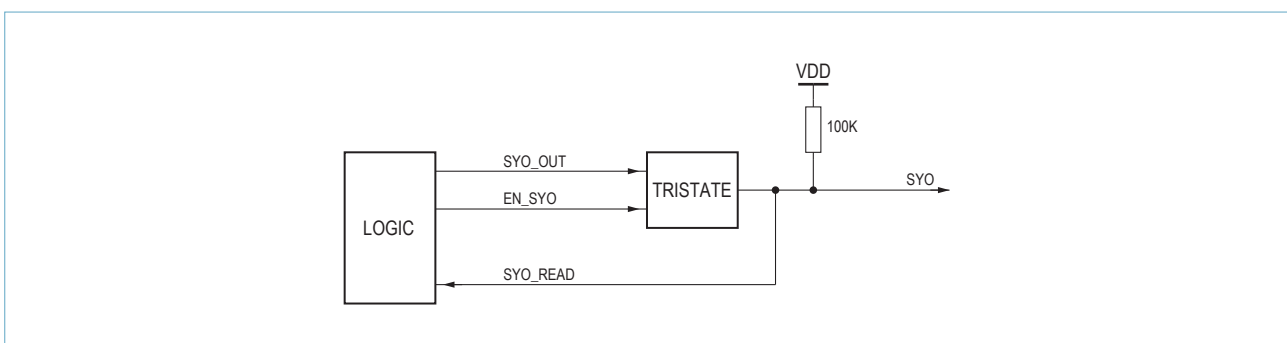 VDD
100K
SYO_OUT
SYO
TRISTATE
EN_SYO
LOGIC
SYO_READ